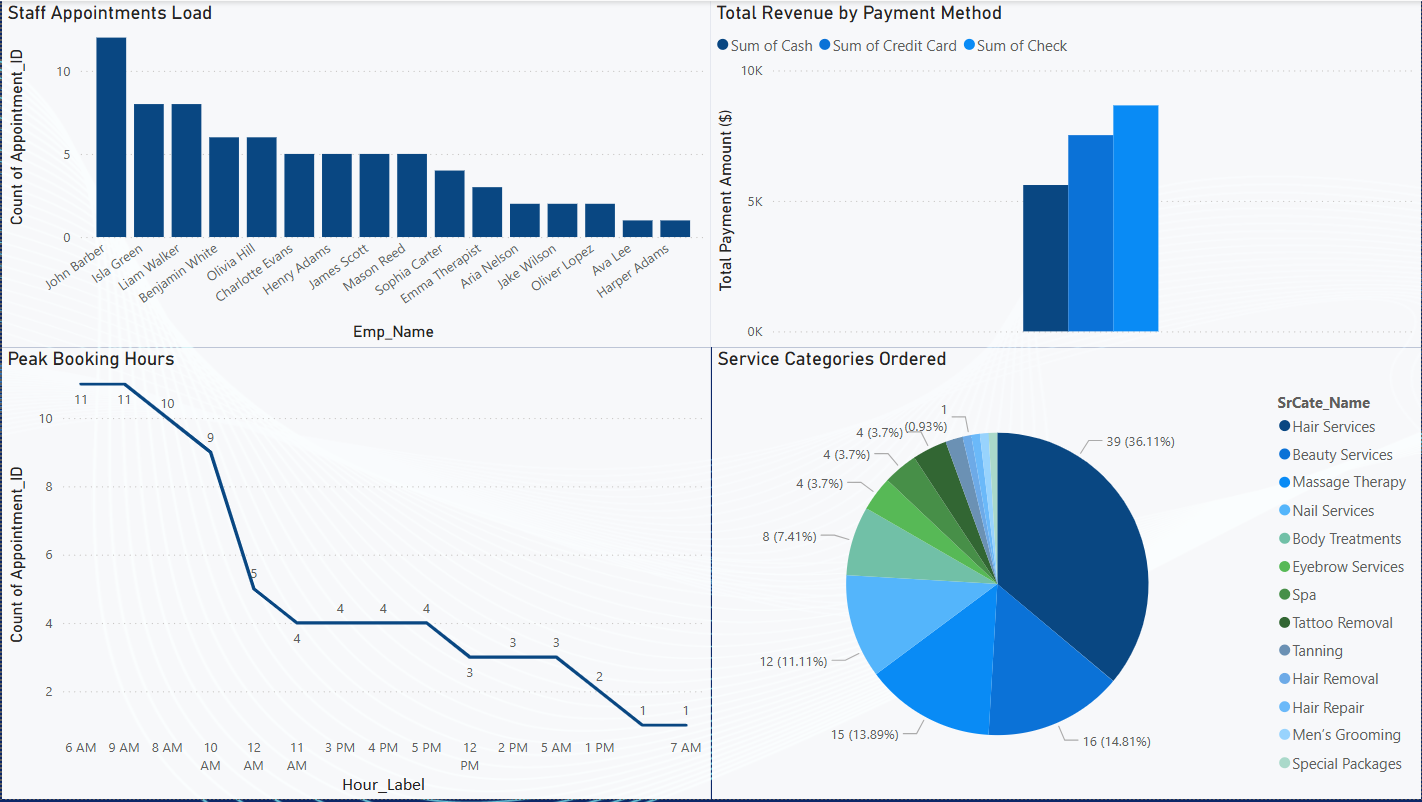 Staff Appointments Load
Count of Appointment_ID
10
5
0
John Barber
Isla Green
Liam Walker
Benjamin White
Olivia Hill
Charlotte Evans
Henry Adams
James Scott
Mason Reed
Sophia Carter
Emma Therapist
Aria Nelson
Jake Wilson
Oliver Lopez
Ava Lee
Harper Adams
Emp_Name
Total Revenue by Payment Method
Sum of Cash Sum of Credit Card Sum of Check
Total Payment Amount ($)
10K
5K
0K
Peak Booking Hours
Count of Appointment_ID
10
8
6
4
2
11
11
10
9
5
4
4
4
4
3
3
3
2
1
1
6 AM
9 AM
8 AM
10 AM
12 AM
11 AM
3 PM
4 PM
5 PM
12 PM
2 PM
5 AM
1 PM
7 AM
Hour_Label
Service Categories Ordered
39 (36.11%)
16 (14.81%)
15 (13.89%)
12 (11.11%)
8 (7.41%)
4 (3.7%)
4 (3.7%)
4 (3.7%)
1
(0.93%)
SrCate_Name
Hair Services
Beauty Services
Massage Therapy
Nail Services
Body Treatments
Eyebrow Services
Spa
Tattoo Removal
Tanning
Hair Removal
Hair Repair
Men's Grooming
Special Packages